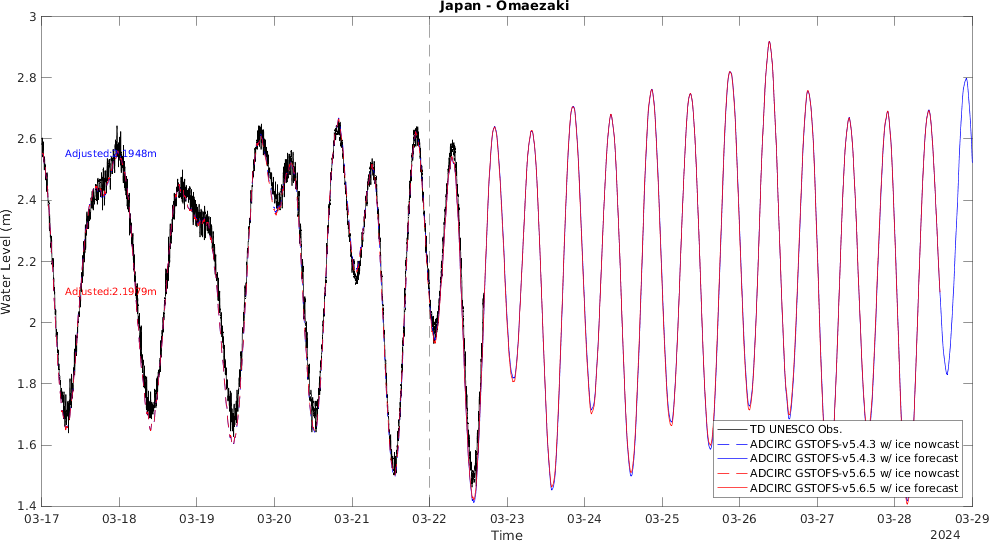 Japan - Omaezaki
3
2.8
2.6
2.4
2.2
2
1.8
1.6
1.4
Water Level (m)
Adjusted:2.1948m
Adjusted:2.1979m
TD UNESCO Obs.
ADCIRC GSTOFS-v5.4.3 w/ ice nowcast
ADCIRC GSTOFS-v5.4.3 w/ ice forecast
ADCIRC GSTOFS-v5.6.5 w/ ice nowcast
ADCIRC GSTOFS-v5.6.5 w/ ice forecast
03-17 03-18 03-19 03-20 03-21 03-22 03-23 03-24 03-25 03-26 03-27 03-28 03-29
Time
2024